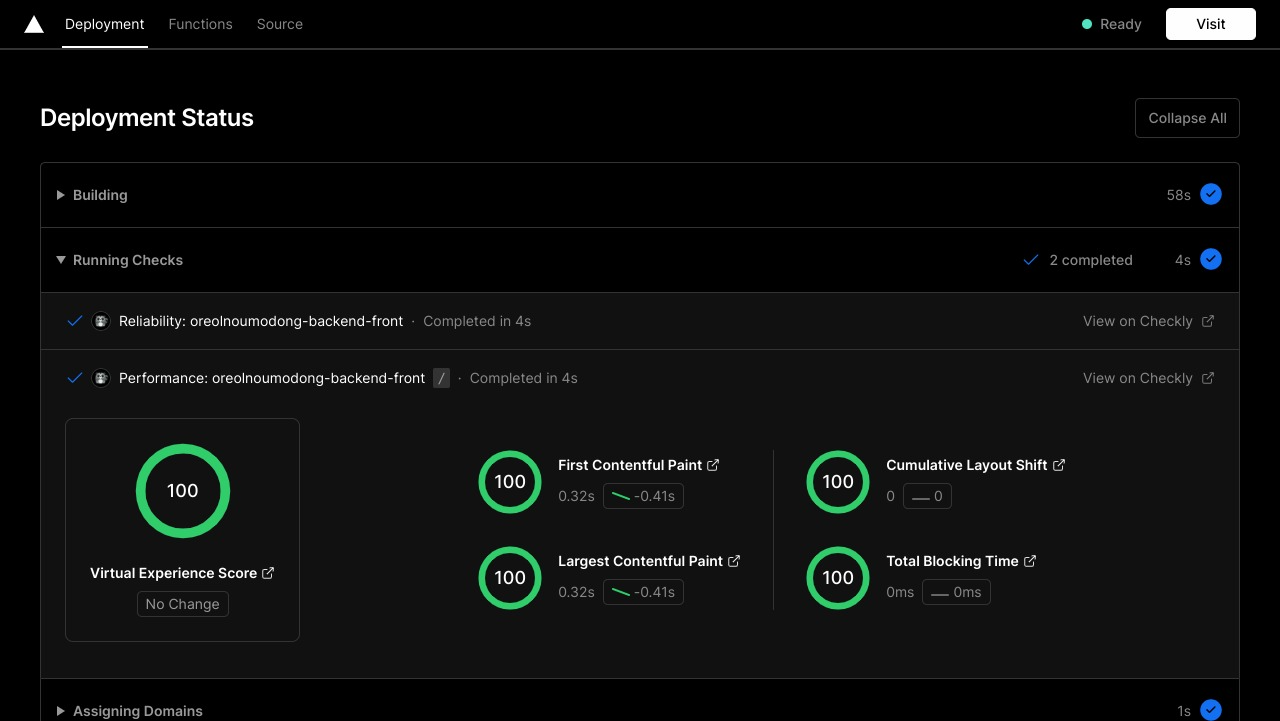 Deployment Functions Source Ready Visit
Deployment Status Collapse All
Building 58s
Running Checks 2 completed 4s
Reliability: oreolnoumodong-backend-front · Completed in 4s View on Checkly
Performance: oreolnoumodong-backend-front / · Completed in 4s View on Checkly
100
Virtual Experience Score
No Change
100
First Contentful Paint
0.32s -0.41s
100
Cumulative Layout Shift
0 0
100
Largest Contentful Paint
0.32s -0.41s
100
Total Blocking Time
0ms 0ms
Assigning Domains 1s